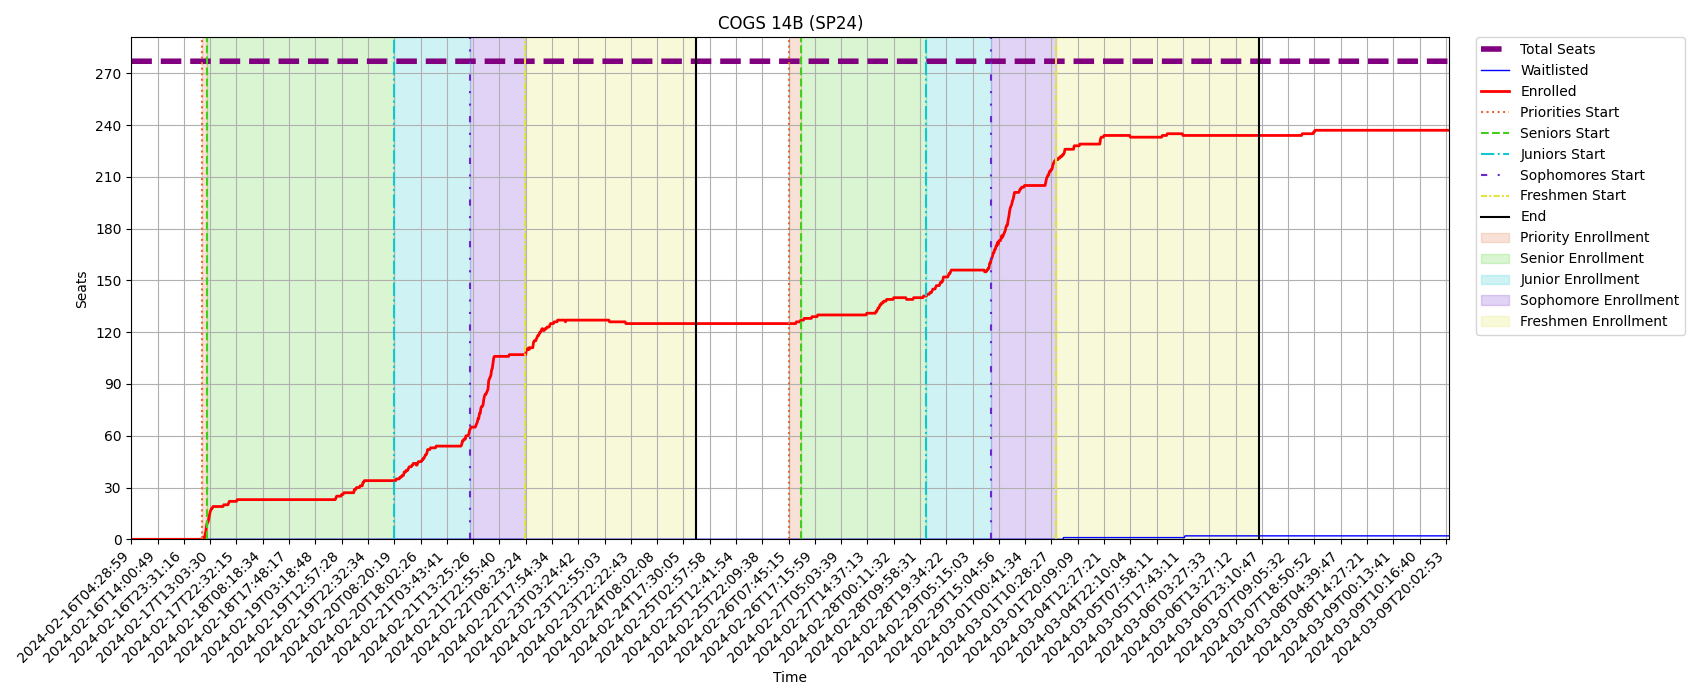 COGS 14B (SP24)
Total Seats
Waitlisted
Enrolled
Priorities Start
Seniors Start
Juniors Start
Sophomores Start
Freshmen Start
End
Priority Enrollment
Senior Enrollment
Junior Enrollment
Sophomore Enrollment
Freshmen Enrollment
Seats
270
240
210
180
150
120
90
60
30
0
2024-02-16T04:28:59
2024-02-16T14:00:49
2024-02-16T23:31:16
2024-02-17T13:03:30
2024-02-17T22:32:15
2024-02-18T08:18:34
2024-02-18T17:48:17
2024-02-19T03:18:48
2024-02-19T12:57:28
2024-02-19T22:32:34
2024-02-20T08:20:19
2024-02-20T18:02:26
2024-02-21T03:43:41
2024-02-21T13:25:26
2024-02-21T22:55:40
2024-02-22T08:23:24
2024-02-22T17:54:34
2024-02-23T03:24:42
2024-02-23T12:55:03
2024-02-23T22:22:43
2024-02-24T08:02:08
2024-02-24T17:30:05
2024-02-25T02:57:58
2024-02-25T12:41:54
2024-02-25T22:09:38
2024-02-26T07:45:15
2024-02-26T17:15:59
2024-02-27T05:03:39
2024-02-27T14:37:13
2024-02-28T00:11:32
2024-02-28T09:58:31
2024-02-28T19:34:22
2024-02-29T05:15:03
2024-02-29T15:04:56
2024-03-01T00:41:34
2024-03-01T10:28:27
2024-03-01T20:09:09
2024-03-04T12:27:21
2024-03-04T22:10:04
2024-03-05T07:58:11
2024-03-05T17:43:11
2024-03-06T03:27:33
2024-03-06T13:27:12
2024-03-06T23:10:47
2024-03-07T09:05:32
2024-03-07T18:50:52
2024-03-08T04:39:47
2024-03-08T14:27:21
2024-03-09T00:13:41
2024-03-09T10:16:40
2024-03-09T20:02:53
Time